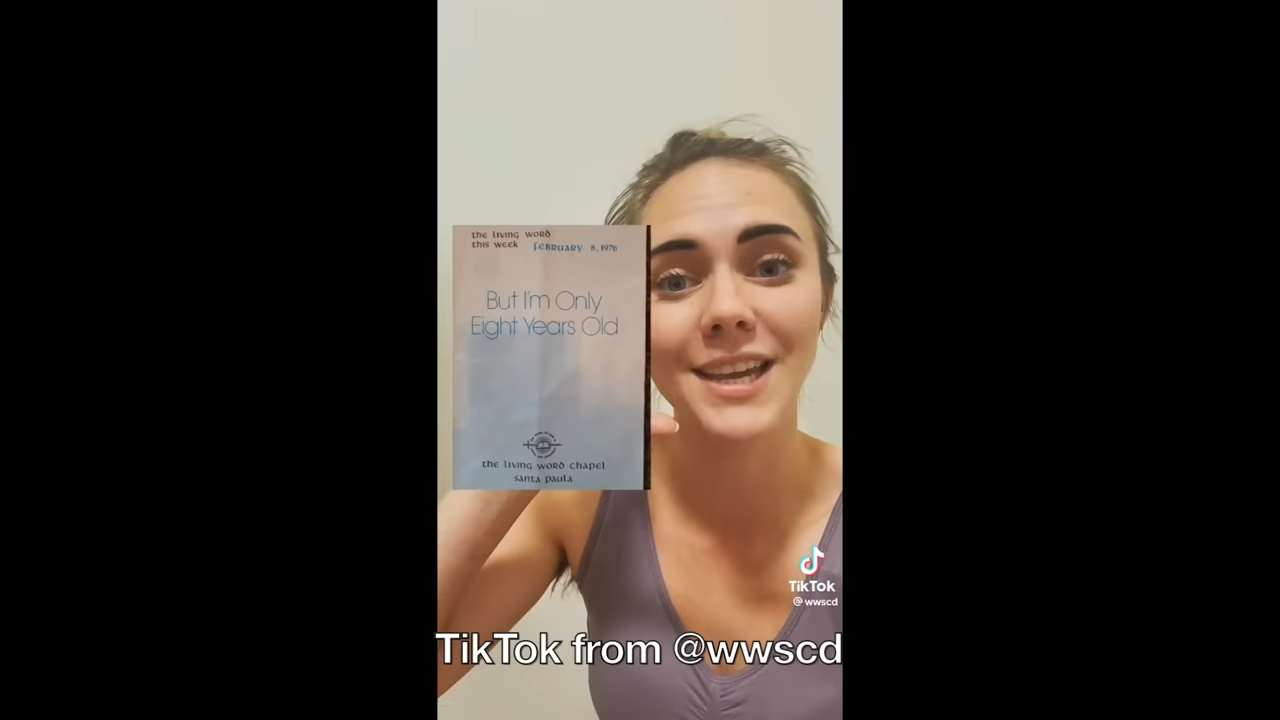 the living word
this week february 8, 1976
But I'm Only
Eight Years Old
the living word chapel
santa paula
TikTok
@wwscd
TikTok from @wwscd